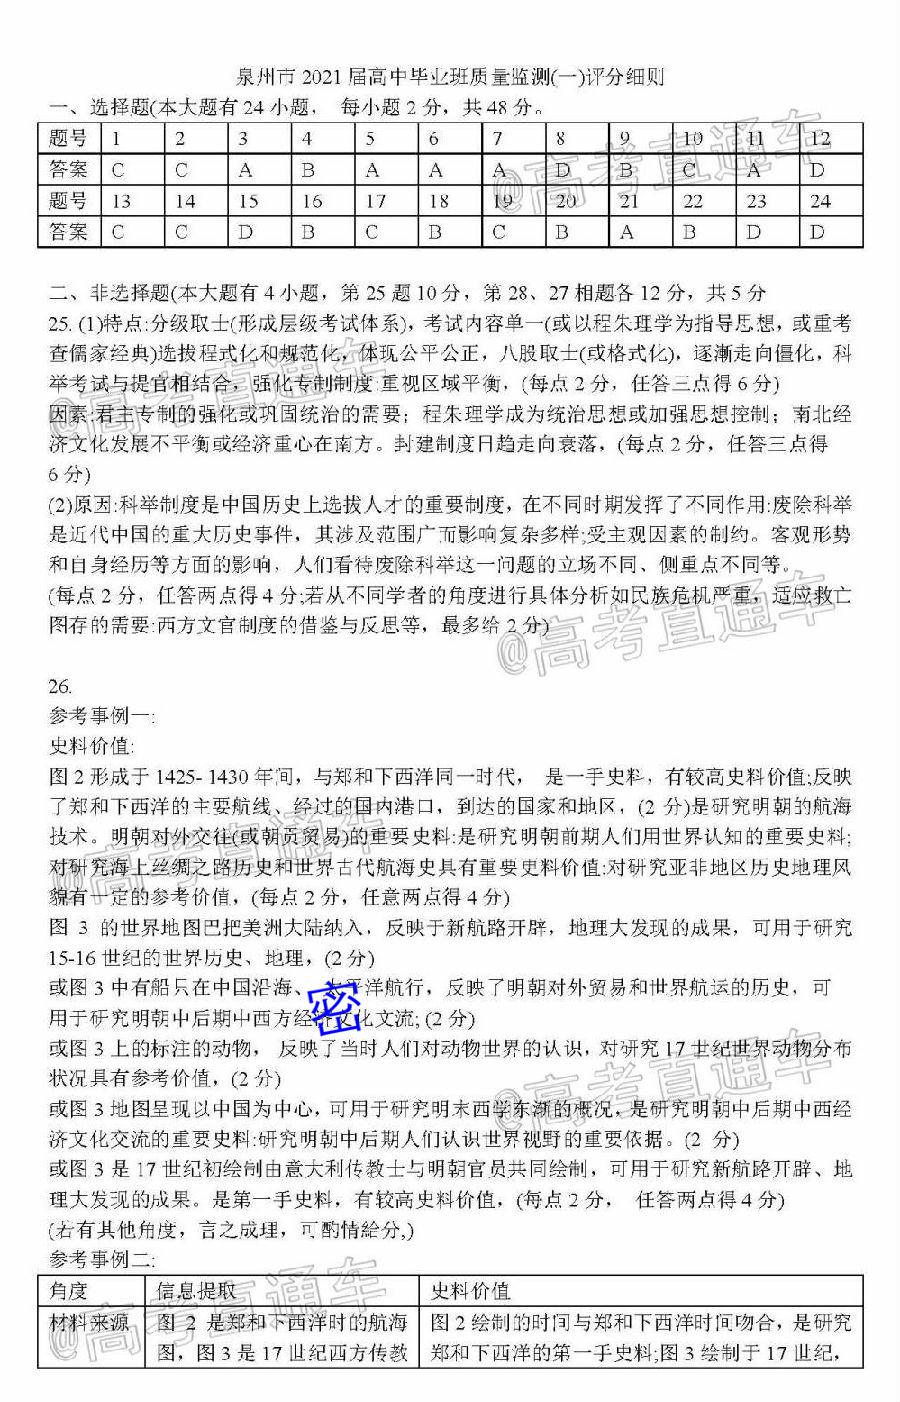 泉州市 2021 届高中毕业班质量监测(一)评分细则
一、选择题(本大题有 24 小题， 每小题 2 分，共 48 分。
题号 1 2 3 4 5 6 7 8 9 10 11 12
答案 C C A B A A A D B C A D
题号 13 14 15 16 17 18 19 20 21 22 23 24
答案 C C D B C B C B A B D D
二、非选择题(本大题有 4 小题，第 25 题 10 分，第 28、27 相题各 12 分，共 5 分
25. (1)特点:分级取士(形成层级考试体系)，考试内容单一(或以程朱理学为指导思想，或重考
查儒家经典)选拔程式化和规范化，体现公平公正，八股取士(或格式化)，逐渐走向僵化，科
举考试与提官相结合，强化专制制度 重视区域平衡，(每点 2 分，任答三点得 6 分)
因素:君主专制的强化或巩固统治的需要；程朱理学成为统治思想或加强思想控制；南北经
济文化发展不平衡或经济重心在南方。封建制度日趋走向衰落，(每点 2 分，任答三点得
6 分)
(2)原因:科举制度是中国历史上选拔人才的重要制度，在不同时期发挥了不同作用:废除科举
是近代中国的重大历史事件，其涉及范围广而影响复杂多样;受主观因素的制约。客观形势
和自身经历等方面的影响，人们看待废除科举这一问题的立场不同、侧重点不同等。
(每点 2 分，任答两点得 4 分;若从不同学者的角度进行具体分析如民族危机严重，适应救亡
图存的需要:西方文官制度的借鉴与反思等，最多给 2 分)
26.
参考事例一:
史料价值:
图 2 形成于 1425- 1430 年间，与郑和下西洋同一时代， 是一手史料，有较高史料价值;反映
了郑和下西洋的主要航线、经过的国内港口，到达的国家和地区，(2 分)是研究明朝的航海
技术。明朝对外交往(或朝贡贸易)的重要史料:是研究明朝前期人们用世界认知的重要史料;
对研究海上丝绸之路历史和世界古代航海史具有重要吏料价值:对研究亚非地区历史地理风
貌有一定的参考价值，(每点 2 分，任意两点得 4 分)
图 3 的世界地图巴把美洲大陆纳入，反映于新航路开辟，地理大发现的成果，可用于研究
15-16 世纪的世界历史、地理，(2 分)
或图 3 中有船只在中国沿海、 洋航行，反映了明朝对外贸易和世界航运的历史，可
用于研究明朝中后期中西方经济文化文流; (2 分)
或图 3 上的标注的动物， 反映了当时人们对动物世界的认识，对研究 17 世纪世界动物分布
状况具有参考价值，(2 分)
或图 3 地图呈现以中国为中心，可用于研究明末西学东渐的概况，是研究明朝中后期中西经
济文化交流的重要史料:研究明朝中后期人们认识世界视野的重要依据。(2 分)
或图 3 是 17 世纪初绘制由意大利传教士与明朝官员共同绘制，可用于研究新航路开辟、地
理大发现的成果。是第一手史料，有较高史料价值，(每点 2 分， 任答两点得 4 分)
(若有其他角度，言之成理，可酌情给分,)
参考事例二:
角度 信息提取 史料价值
材料来源 图 2 是郑和下西洋时的航海 图 2 绘制的时间与郑和下西洋时间吻合，是研究
图，图 3 是 17 世纪西方传教 郑和下西洋的第一手史料;图 3 绘制于 17 世纪，
密
@高考直通车
@高考直通车
@高考直通车
@高考直通车
@高考直通车
@高考直通车